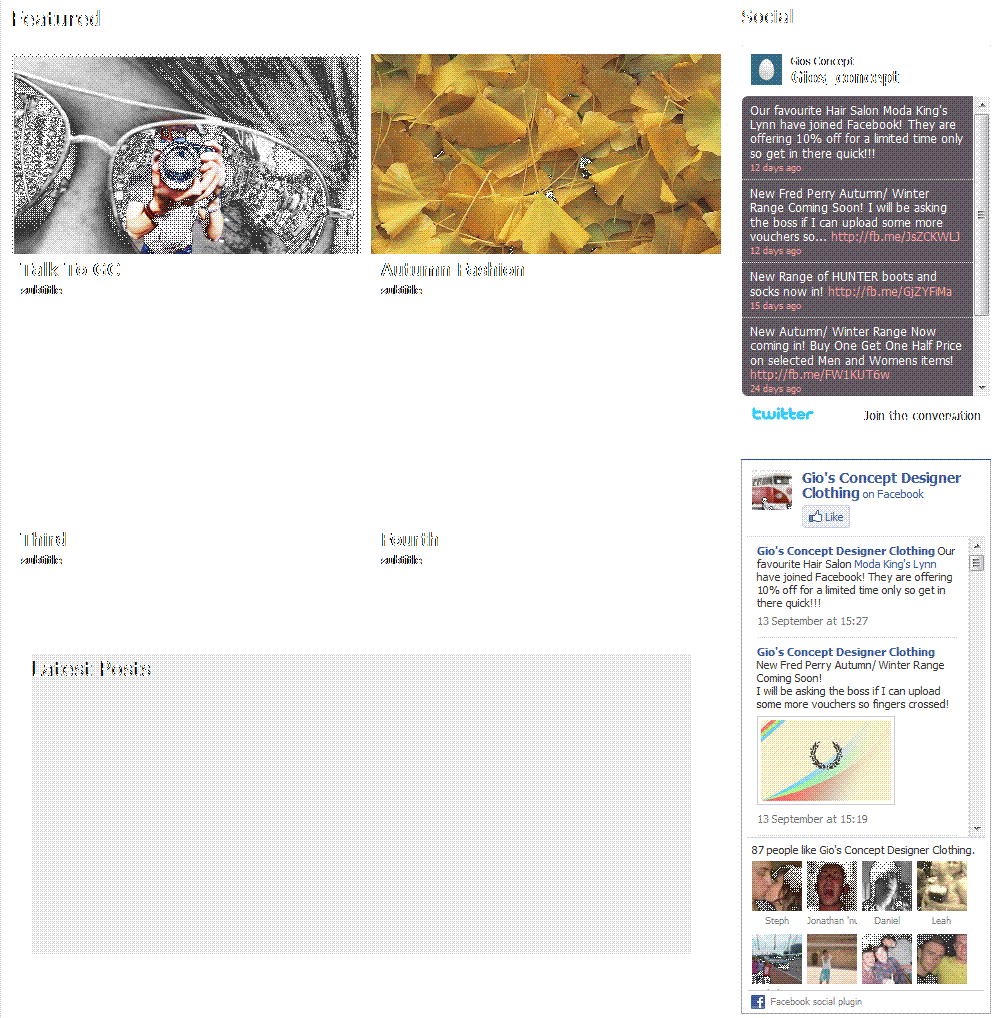 Featured
Talk To GC
subtitle
Autumn Fashion
subtitle
Third
subtitle
Fourth
subtitle
Latest Posts
Social
Gios Concept
Gios_concept
Our favourite Hair Salon Moda King's
Lynn have joined Facebook! They are
offering 10% off for a limited time only
so get in there quick!!!
12 days ago
New Fred Perry Autumn/ Winter
Range Coming Soon! I will be asking
the boss if I can upload some more
vouchers so... http://fb.me/JsZCKWLJ
12 days ago
New Range of HUNTER boots and
socks now in! http://fb.me/GjZYFiMa
15 days ago
New Autumn/ Winter Range Now
coming in! Buy One Get One Half Price
on selected Men and Womens items!
http://fb.me/FW1KUT6w
24 days ago
twitter Join the conversation
Gio's Concept Designer
Clothing on Facebook
Like
Gio's Concept Designer Clothing Our
favourite Hair Salon Moda King's Lynn
have joined Facebook! They are offering
10% off for a limited time only so get in
there quick!!!
13 September at 15:27
Gio's Concept Designer Clothing
New Fred Perry Autumn/ Winter Range
Coming Soon!
I will be asking the boss if I can upload
some more vouchers so fingers crossed!
13 September at 15:19
87 people like Gio's Concept Designer Clothing.
Steph Jonathan 'nu Daniel Leah
Facebook social plugin